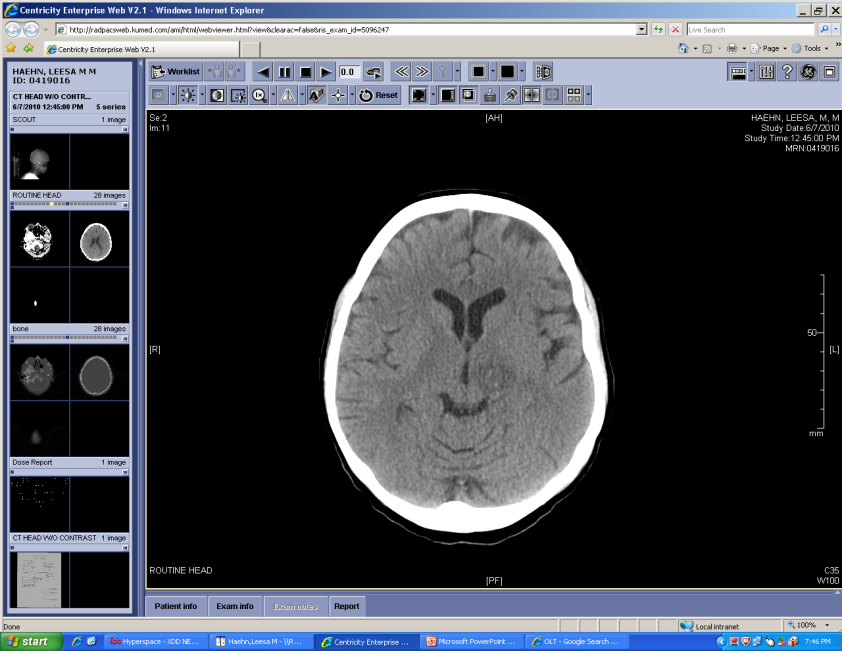 Centricity Enterprise Web V2.1 - Windows Internet Explorer
http://radpacsweb.kumed.com/ami/html/webviewer.html?view&clearac=false&ris_exam_id=5096247
Live Search
Centricity Enterprise Web V2.1
Page
Tools
HAEHN, LEESA M M
ID: 0419016
CT HEAD W/O CONTR...
6/7/2010 12:45:00 PM 5 series
SCOUT 1 image
ROUTINE HEAD 28 images
bone 28 images
Dose Report 1 image
CT HEAD W/O CONTRAST 1 image
Worklist
0.0
Reset
Se:2
Im:11
[AH]
HAEHN, LEESA, M, M
Study Date:6/7/2010
Study Time:12:45:00 PM
MRN:0419016
[R]
50
[L]
mm
ROUTINE HEAD
[PF]
C35
W100
Patient info Exam info Exam notes Report
Done
Local intranet
100%
start
Hyperspace - XDD NE...
Haehn,Leesa M - \\R...
Centricity Enterprise ...
Microsoft PowerPoint ...
OLT - Google Search ...
7:46 PM